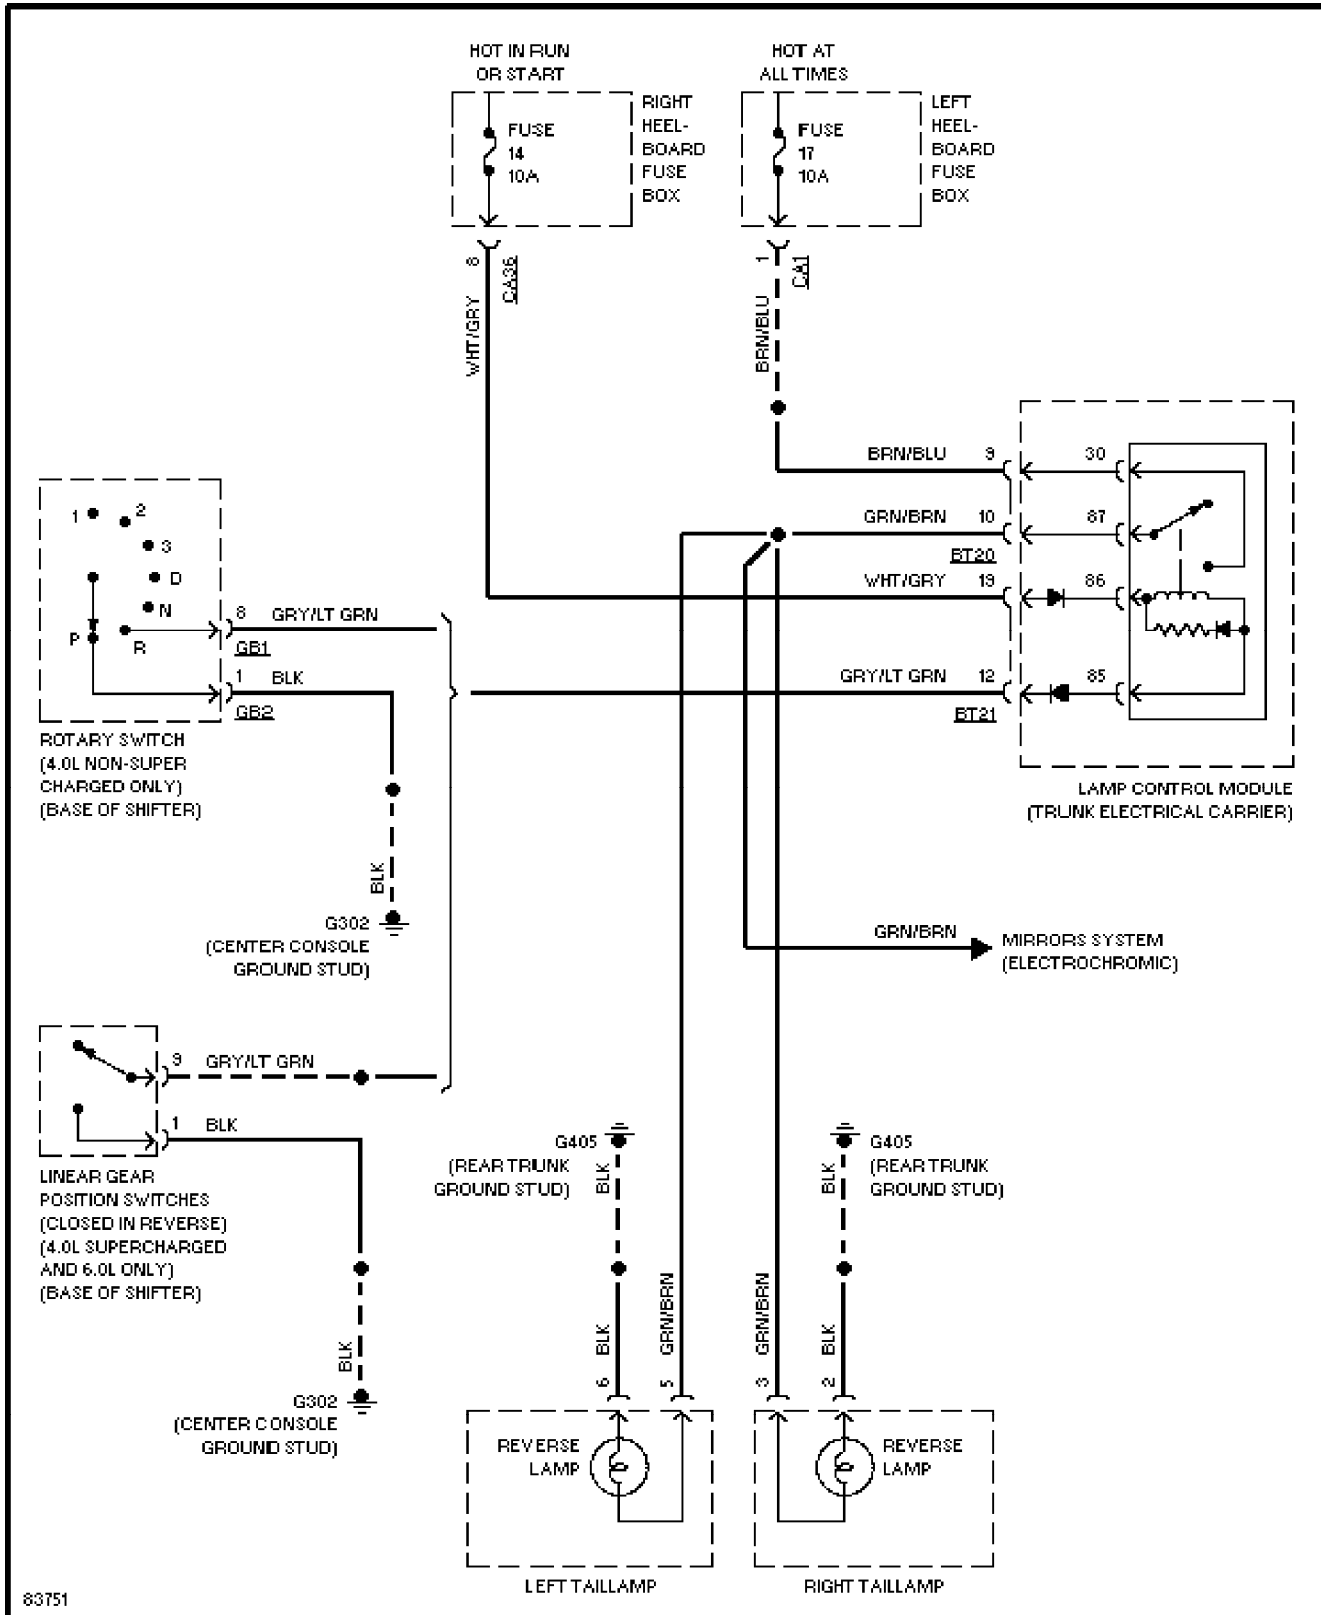 HOT IN RUN
OR START
HOT AT
ALL TIMES
FUSE
14
10A
RIGHT
HEEL-
BOARD
FUSE
BOX
FUSE
17
10A
LEFT
HEEL-
BOARD
FUSE
BOX
8
CA36
WHT/GRY
1
CA1
BRN/BLU
BRN/BLU
9
30
GRN/BRN
10
87
BT20
WHT/GRY
19
86
GRY/LT GRN
12
85
BT21
LAMP CONTROL MODULE
(TRUNK ELECTRICAL CARRIER)
1
2
3
D
N
P
R
8
GRY/LT GRN
GB1
1
BLK
GB2
ROTARY SWITCH
(4.0L NON-SUPER
CHARGED ONLY)
(BASE OF SHIFTER)
BLK
G302
(CENTER CONSOLE
GROUND STUD)
GRN/BRN
MIRRORS SYSTEM
(ELECTROCHROMIC)
9
GRY/LT GRN
1
BLK
LINEAR GEAR
POSITION SWITCHES
(CLOSED IN REVERSE)
(4.0L SUPERCHARGED
AND 6.0L ONLY)
(BASE OF SHIFTER)
BLK
G302
(CENTER CONSOLE
GROUND STUD)
G405
(REAR TRUNK
GROUND STUD)
BLK
BLK
6
GRN/BRN
5
G405
(REAR TRUNK
GROUND STUD)
BLK
GRN/BRN
3
BLK
2
REVERSE
LAMP
REVERSE
LAMP
LEFT TAILLAMP
RIGHT TAILLAMP
83751